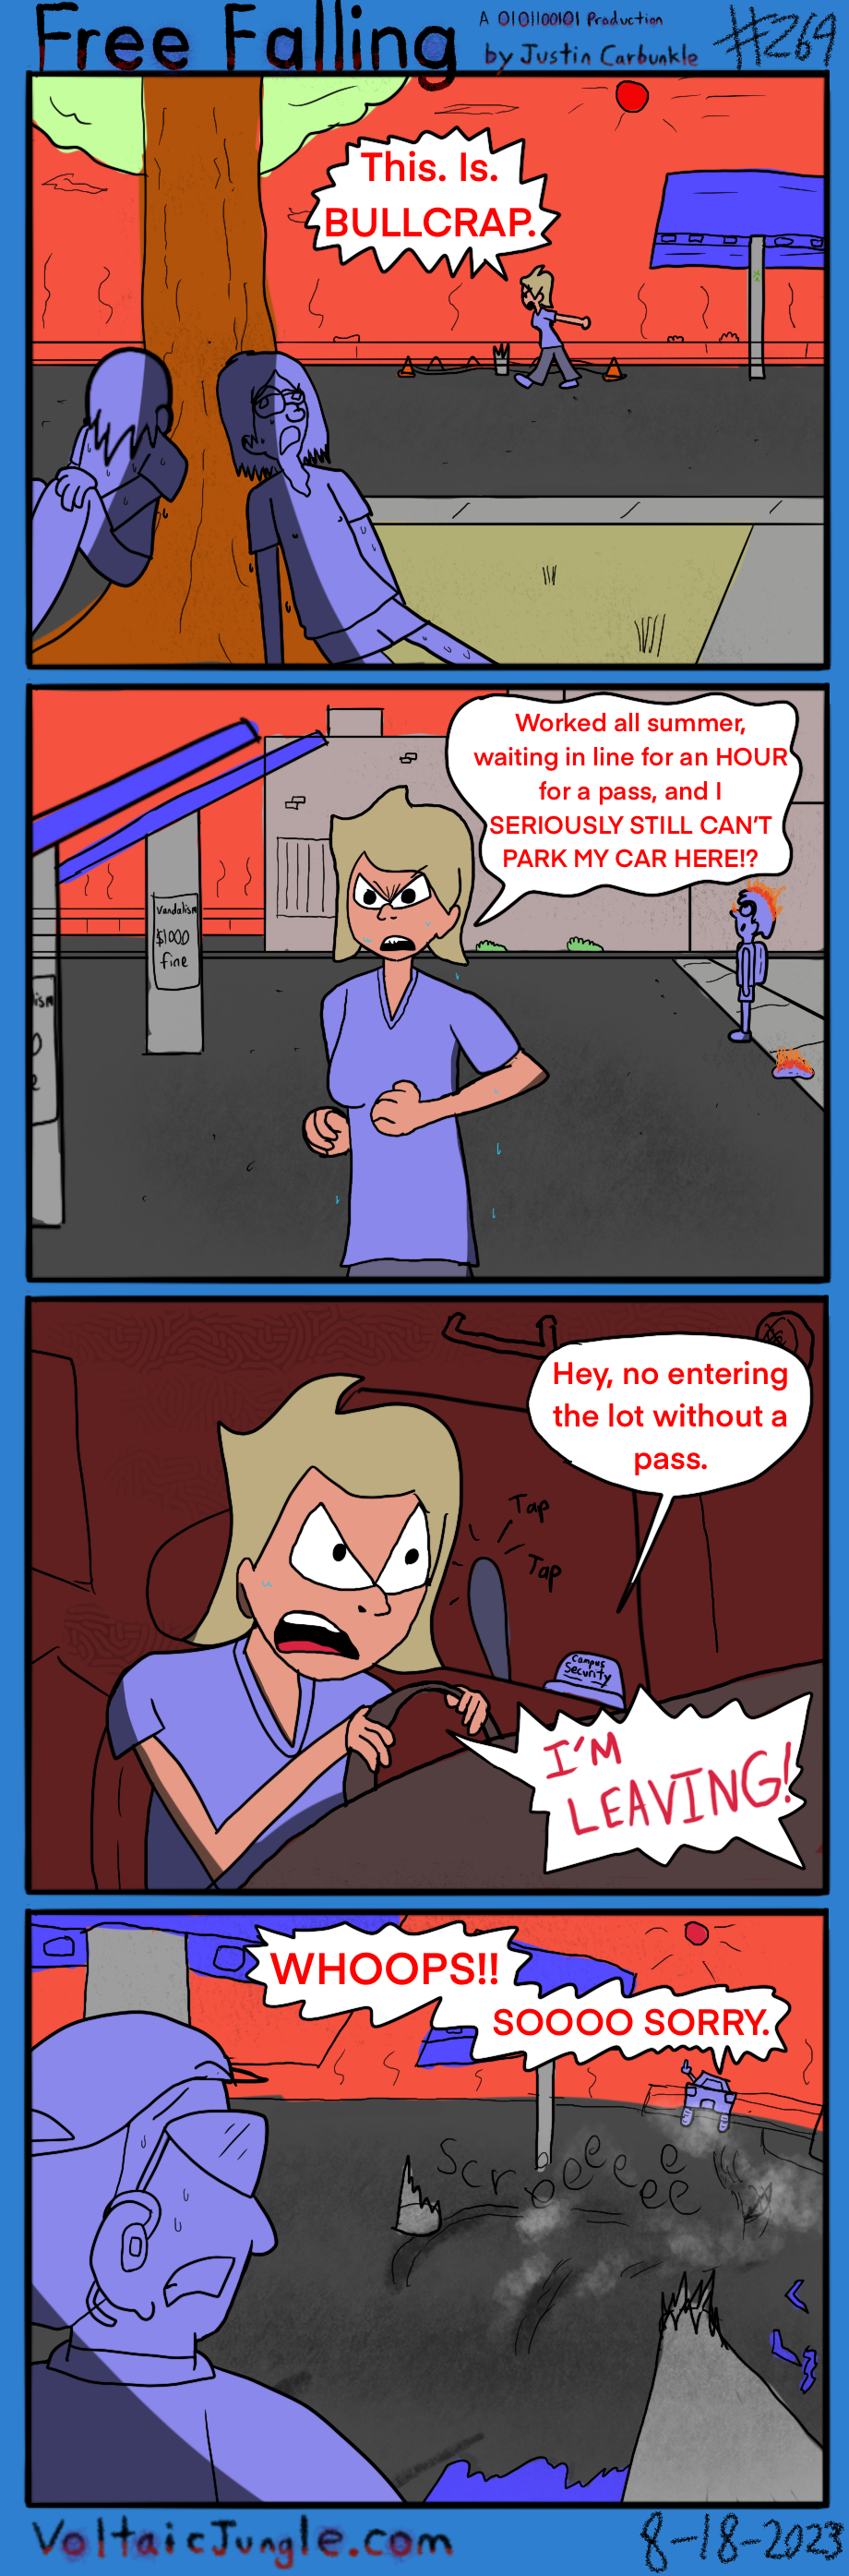 Free Falling
A 0101100101 Production
by Justin Carbunkle
#269
This. Is.
BULLCRAP.
Worked all summer,
waiting in line for an HOUR
for a pass, and I
SERIOUSLY STILL CAN'T
PARK MY CAR HERE!?
Vandalism
$1000
fine
Hey, no entering
the lot without a
pass.
Tap
Tap
Campus
Security
I'M
LEAVING!
WHOOPS!!
SOOOO SORRY.
VoltaicJungle.com
8-18-2023